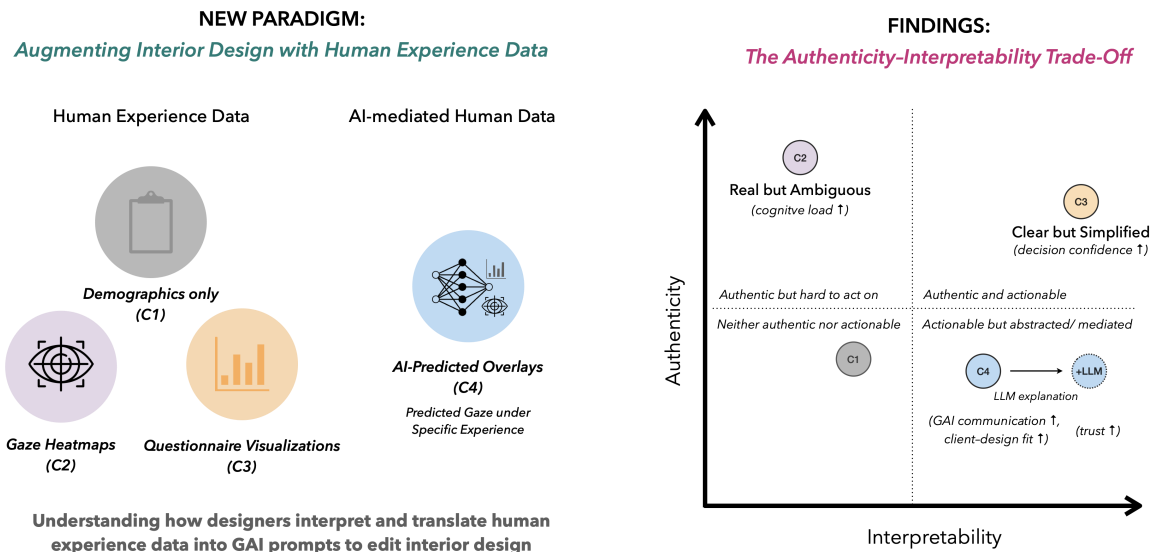 NEW PARADIGM:
Augmenting Interior Design with Human Experience Data
Human Experience Data
AI-mediated Human Data
Demographics only
(C1)
Gaze Heatmaps
(C2)
Questionnaire Visualizations
(C3)
AI-Predicted Overlays
(C4)
Predicted Gaze under
Specific Experience
Understanding how designers interpret and translate human
experience data into GAI prompts to edit interior design
FINDINGS:
The Authenticity–Interpretability Trade-Off
Authenticity
C2
Real but Ambiguous
(cognitve load ↑)
C3
Clear but Simplified
(decision confidence ↑)
Authentic but hard to act on
Authentic and actionable
Neither authentic nor actionable
Actionable but abstracted/ mediated
C1
C4
+LLM
LLM explanation
(GAI communication ↑,
client–design fit ↑)
(trust ↑)
Interpretability